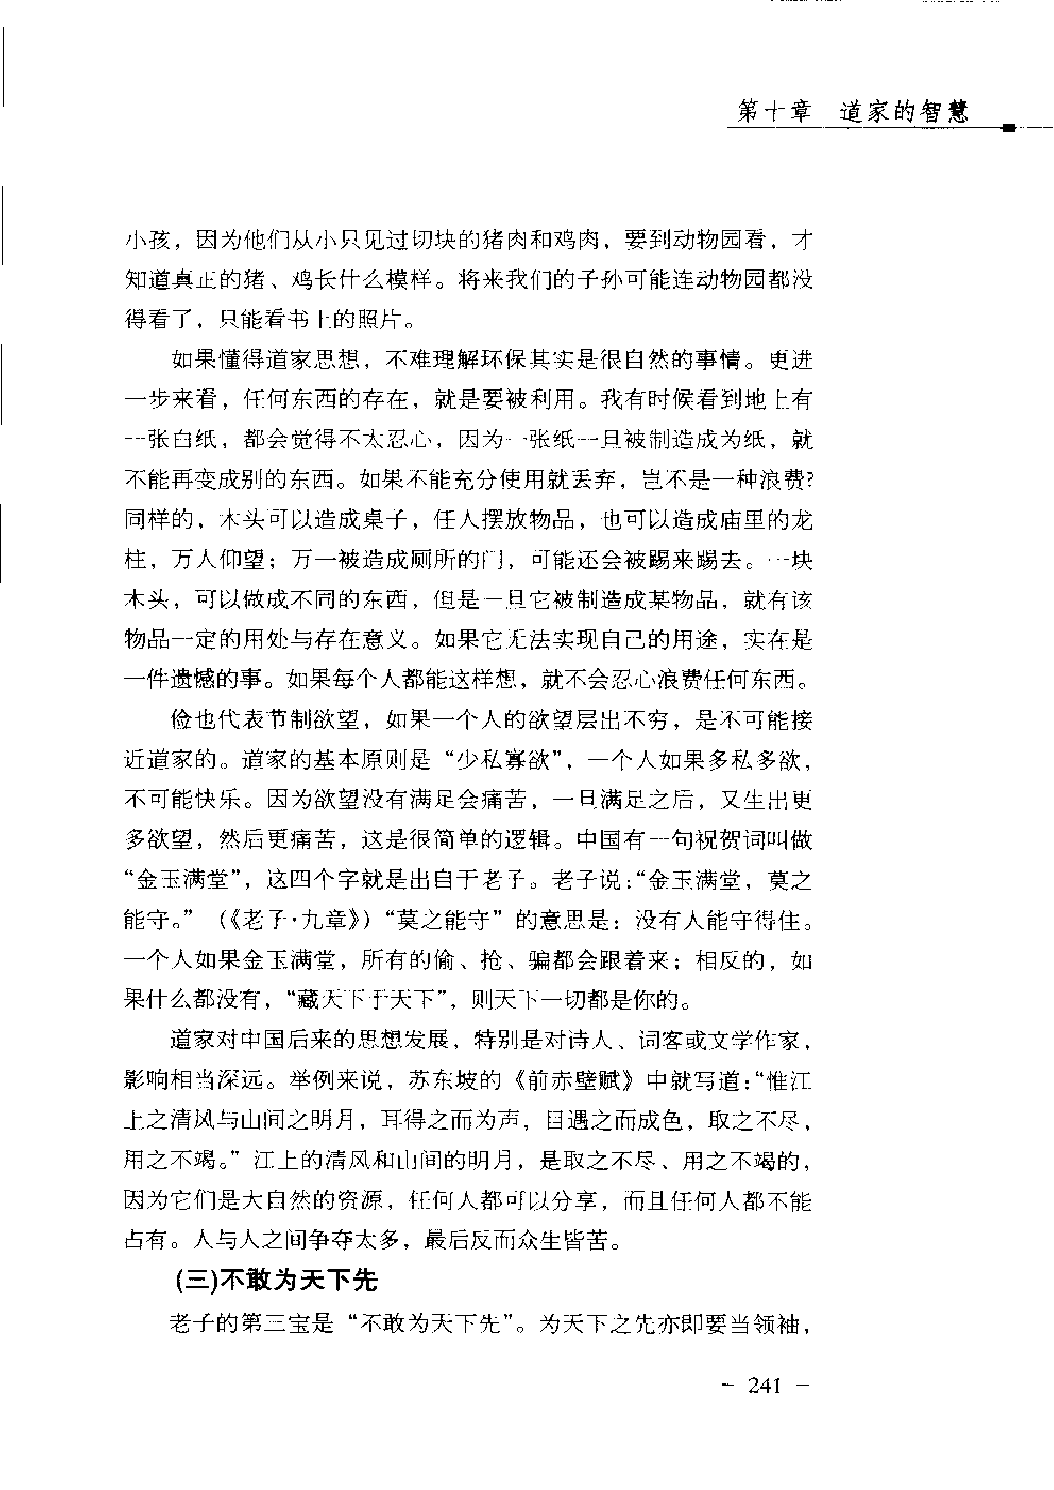 第十章 道家的智慧
小孩，因为他们从小只见过切块的猪肉和鸡肉，要到动物园看，才
知道真正的猪、鸡长什么模样。将来我们的子孙可能连动物园都没
得看了，只能看书上的照片。
如果懂得道家思想，不难理解环保其实是很自然的事情。更进
一步来看，任何东西的存在，就是要被利用。我有时候看到地上有
一张白纸，都会觉得不太忍心，因为一张纸一旦被制造成为纸，就
不能再变成别的东西。如果不能充分使用就丢弃，岂不是一种浪费?
同样的，木头可以造成桌子，任人摆放物品，也可以造成庙里的龙
柱，万人仰望；万一被造成厕所的门，可能还会被踢来踢去。一块
木头，可以做成不同的东西，但是一旦它被制造成某物品，就有该
物品一定的用处与存在意义。如果它无法实现自己的用途，实在是
一件遗憾的事。如果每个人都能这样想，就不会忍心浪费任何东西。
俭也代表节制欲望，如果一个人的欲望层出不穷，是不可能接
近道家的。道家的基本原则是“少私寡欲”，一个人如果多私多欲，
不可能快乐。因为欲望没有满足会痛苦，一旦满足之后，又生出更
多欲望，然后更痛苦，这是很简单的逻辑。中国有一句祝贺词叫做
“金玉满堂”，这四个字就是出自于老子。老子说:“金玉满堂，莫之
能守。”（《老子·九章》）“莫之能守”的意思是：没有人能守得住。
一个人如果金玉满堂，所有的偷、抢、骗都会跟着来；相反的，如
果什么都没有，“藏天下于天下”，则天下一切都是你的。
道家对中国后来的思想发展，特别是对诗人、词客或文学作家，
影响相当深远。举例来说，苏东坡的《前赤壁赋》中就写道:“惟江
上之清风与山间之明月，耳得之而为声，目遇之而成色，取之不尽，
用之不竭。”江上的清风和山间的明月，是取之不尽、用之不竭的，
因为它们是大自然的资源，任何人都可以分享，而且任何人都不能
占有。人与人之间争夺太多，最后反而众生皆苦。
(三)不敢为天下先
老子的第三宝是“不敢为天下先”。为天下之先亦即要当领袖，
- 241 -